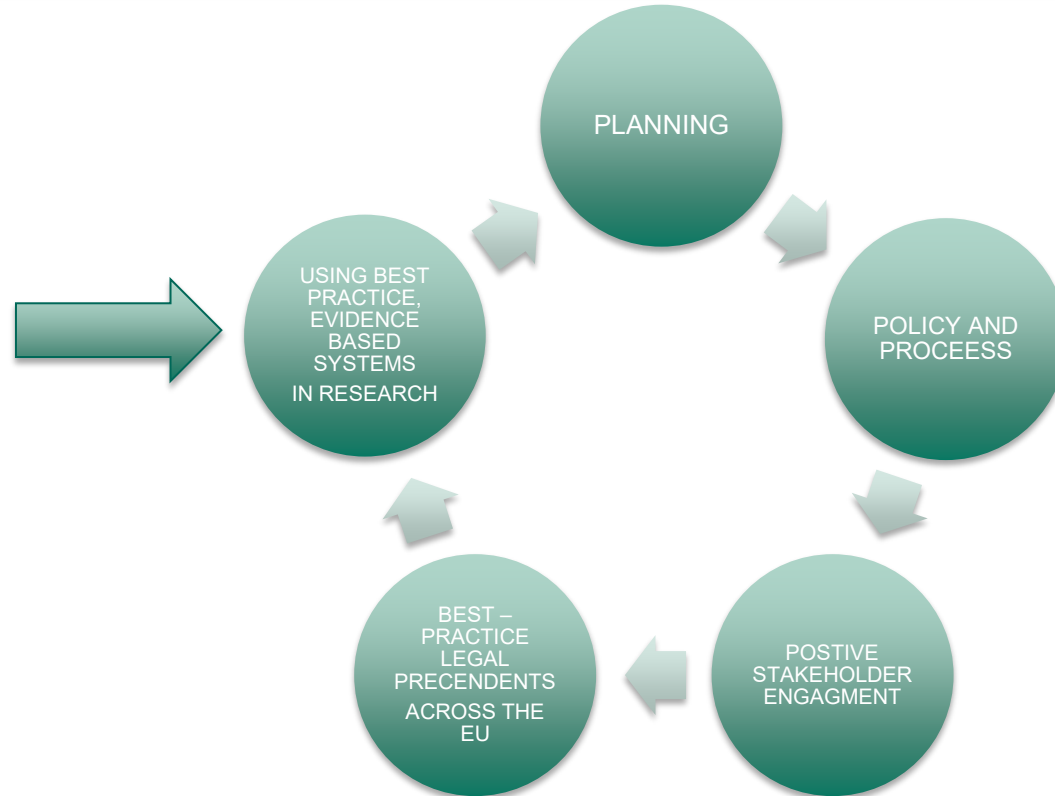 PLANNING
USING BEST
PRACTICE,
EVIDENCE
BASED
SYSTEMS
IN RESEARCH
POLICY AND
PROCEESS
BEST –
PRACTICE
LEGAL
PRECENDENTS
ACROSS THE
EU
POSTIVE
STAKEHOLDER
ENGAGMENT